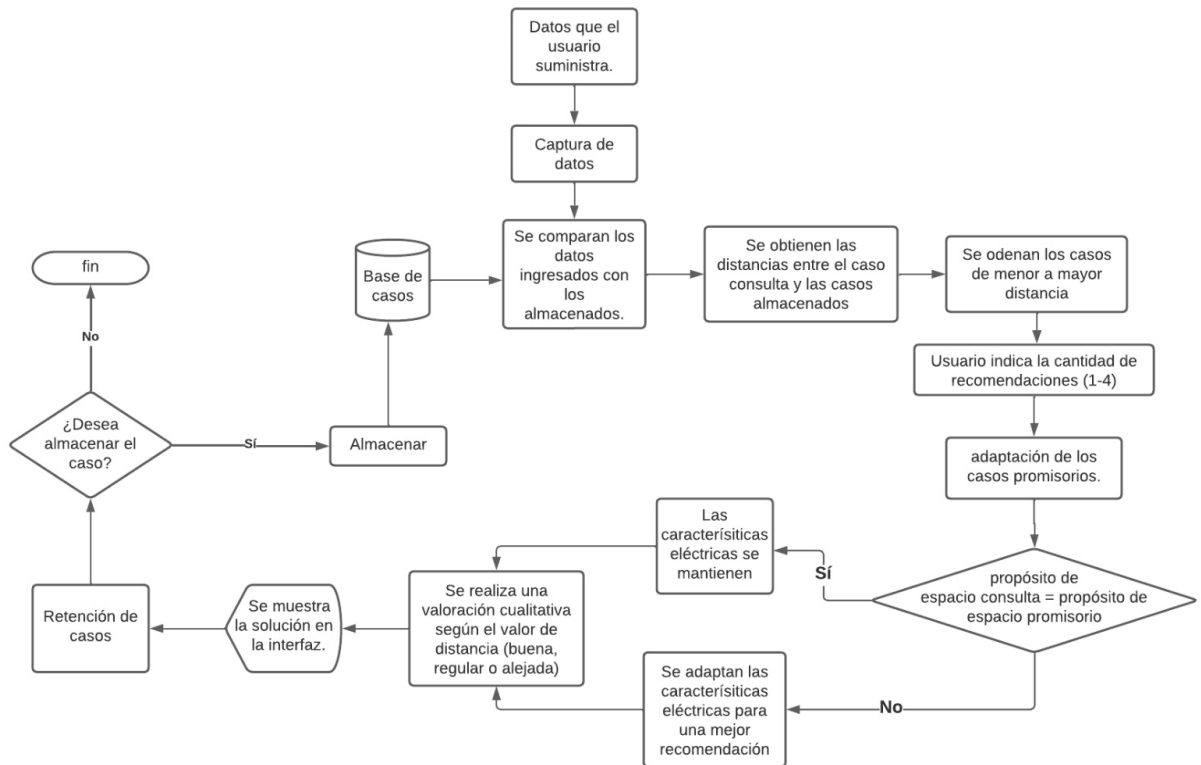 Datos que el
usuario
suministra.
Captura de
datos
Se comparan los
datos
ingresados con
los
almacenados.
Se obtienen las
distancias entre el caso
consulta y las casos
almacenados
Se odenan los casos
de menor a mayor
distancia
Usuario indica la cantidad de
recomendaciones (1-4)
adaptación de los
casos promisorios.
propósito de
espacio consulta = propósito de
espacio promisorio
Sí
Las
caracterísiticas
eléctricas se
mantienen
No
Se adaptan las
caracterísiticas
eléctricas para
una mejor
recomendación
Se realiza una
valoración cualitativa
según el valor de
distancia (buena,
regular o alejada)
Se muestra
la solución en
la interfaz.
Retención de
casos
¿Desea
almacenar el
caso?
No
fin
Sí
Almacenar
Base de
casos